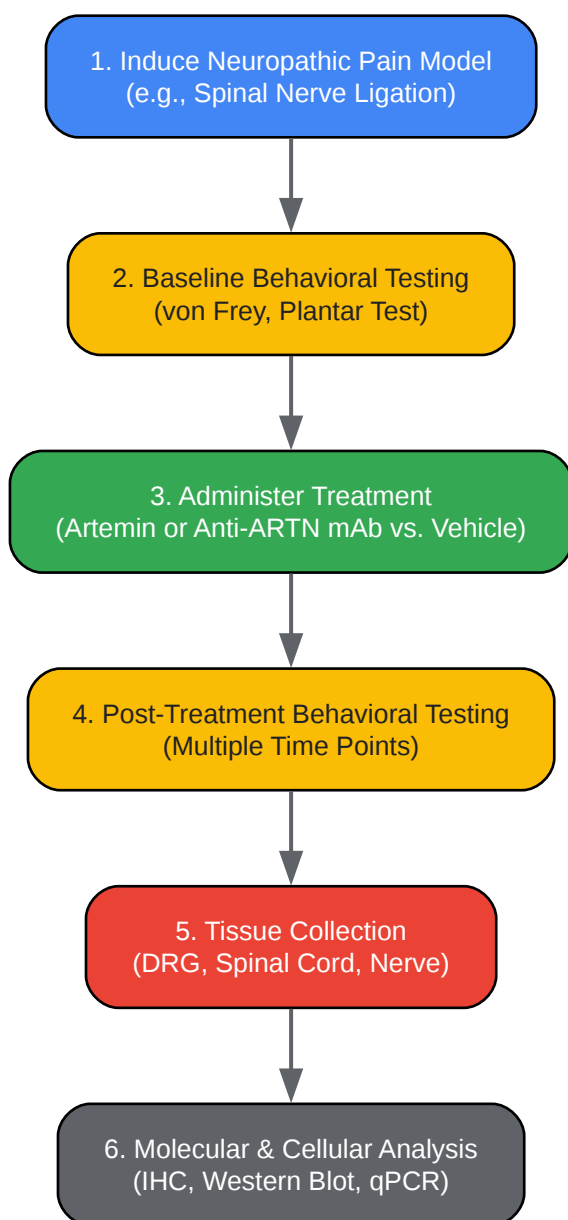 1. Induce Neuropathic Pain Model
(e.g., Spinal Nerve Ligation)
2. Baseline Behavioral Testing
(von Frey, Plantar Test)
3. Administer Treatment
(Artemin or Anti-ARTN mAb vs. Vehicle)
4. Post-Treatment Behavioral Testing
(Multiple Time Points)
5. Tissue Collection
(DRG, Spinal Cord, Nerve)
6. Molecular & Cellular Analysis
(IHC, Western Blot, qPCR)